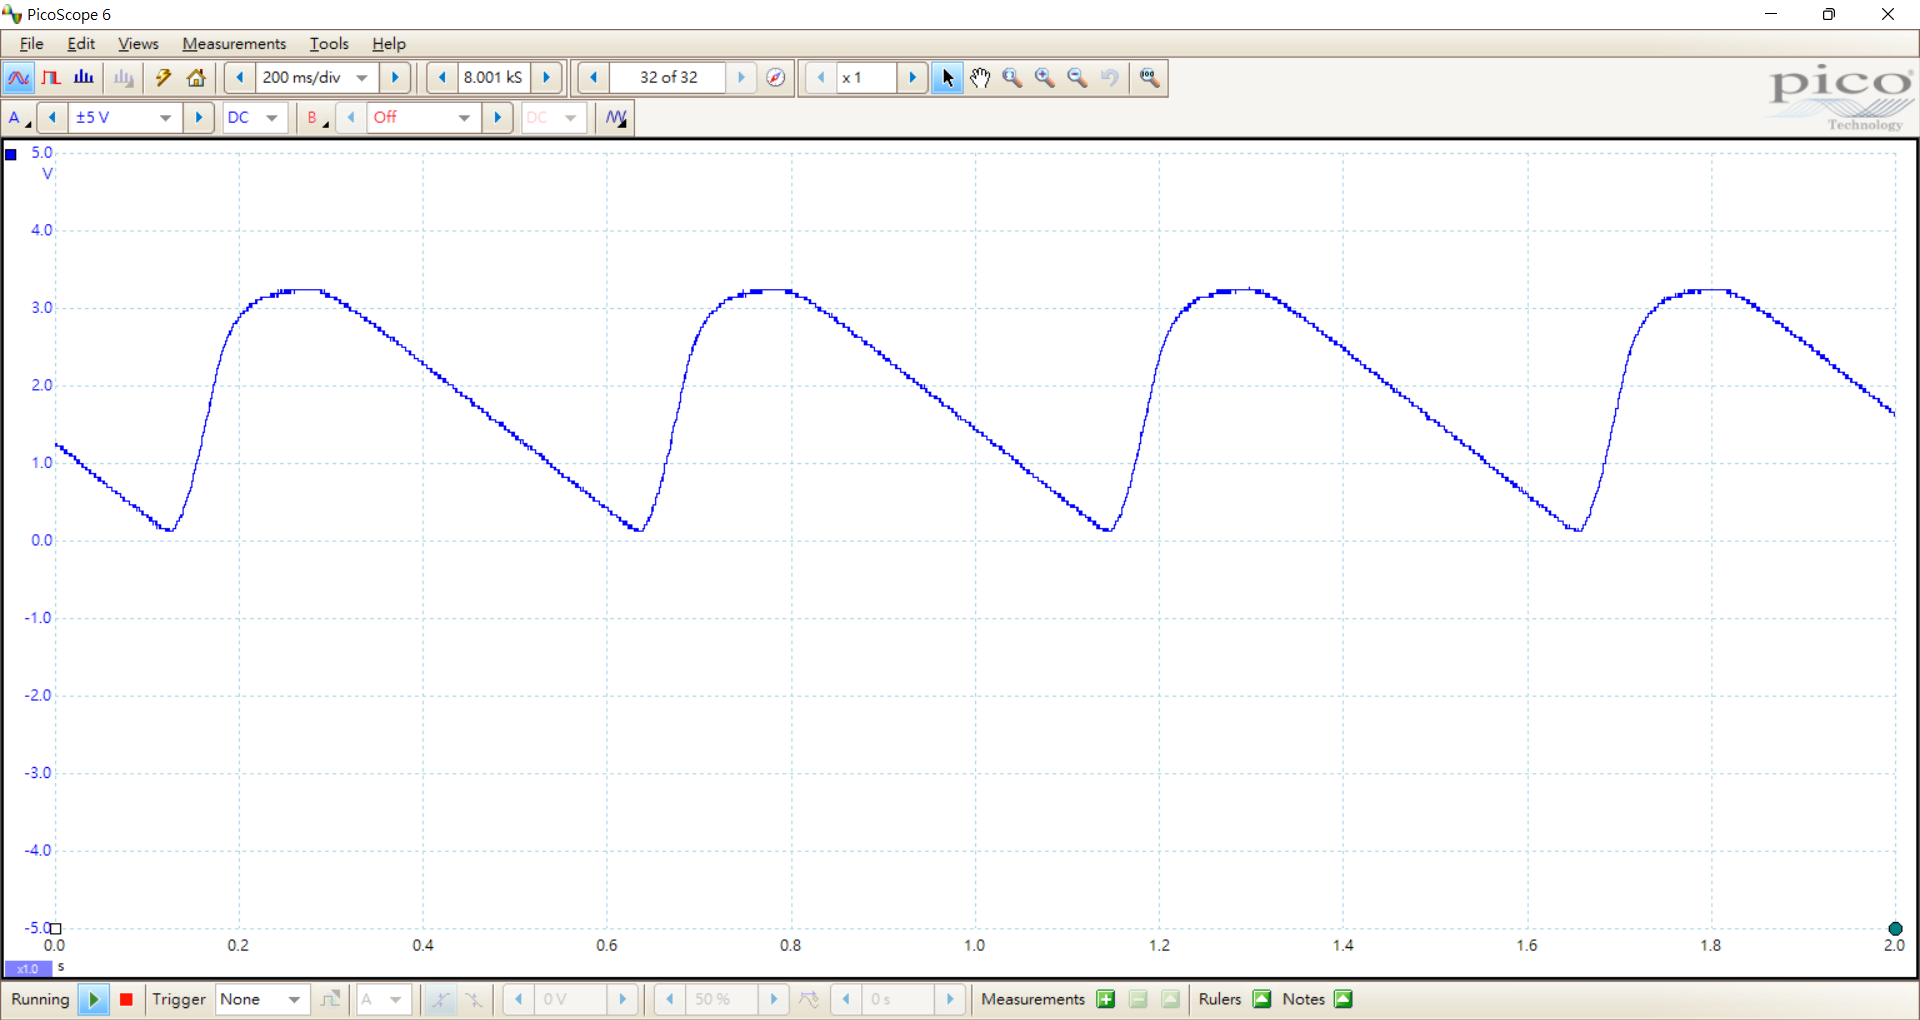 PicoScope 6
File Edit Views Measurements Tools Help
200 ms/div 8.001 kS 32 of 32 x 1
pico
Technology
A ±5 V DC B Off DC
5.0
V
4.0
3.0
2.0
1.0
0.0
-1.0
-2.0
-3.0
-4.0
-5.0
0.0 0.2 0.4 0.6 0.8 1.0 1.2 1.4 1.6 1.8 2.0
x1.0 s
Running Trigger None A 0 V 50 % 0 s Measurements Rulers Notes